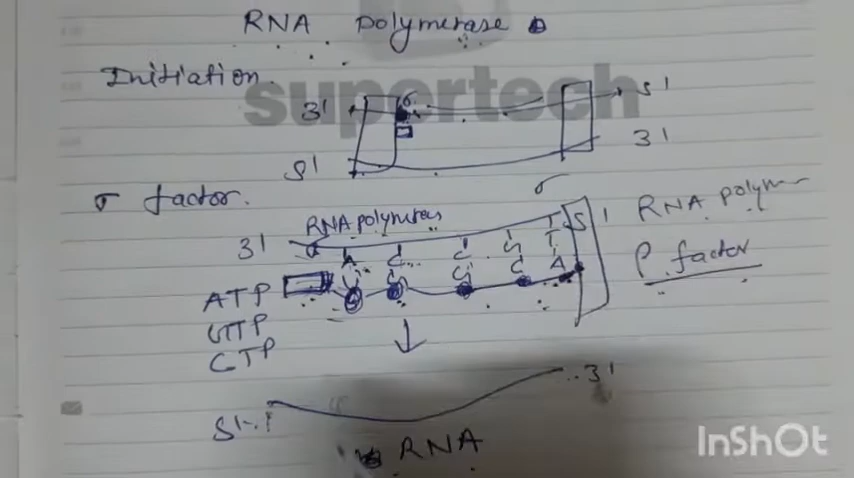 RNA polymerase
Initiation.
supertech
3' σ 5'
5' 3'
σ factor.
σ
RNA polym
3' RNA polymeras 5'
A C C G T T
ρ factor
U G G C A
ATP
UTP
CTP
3'
5'
RNA
InShOt